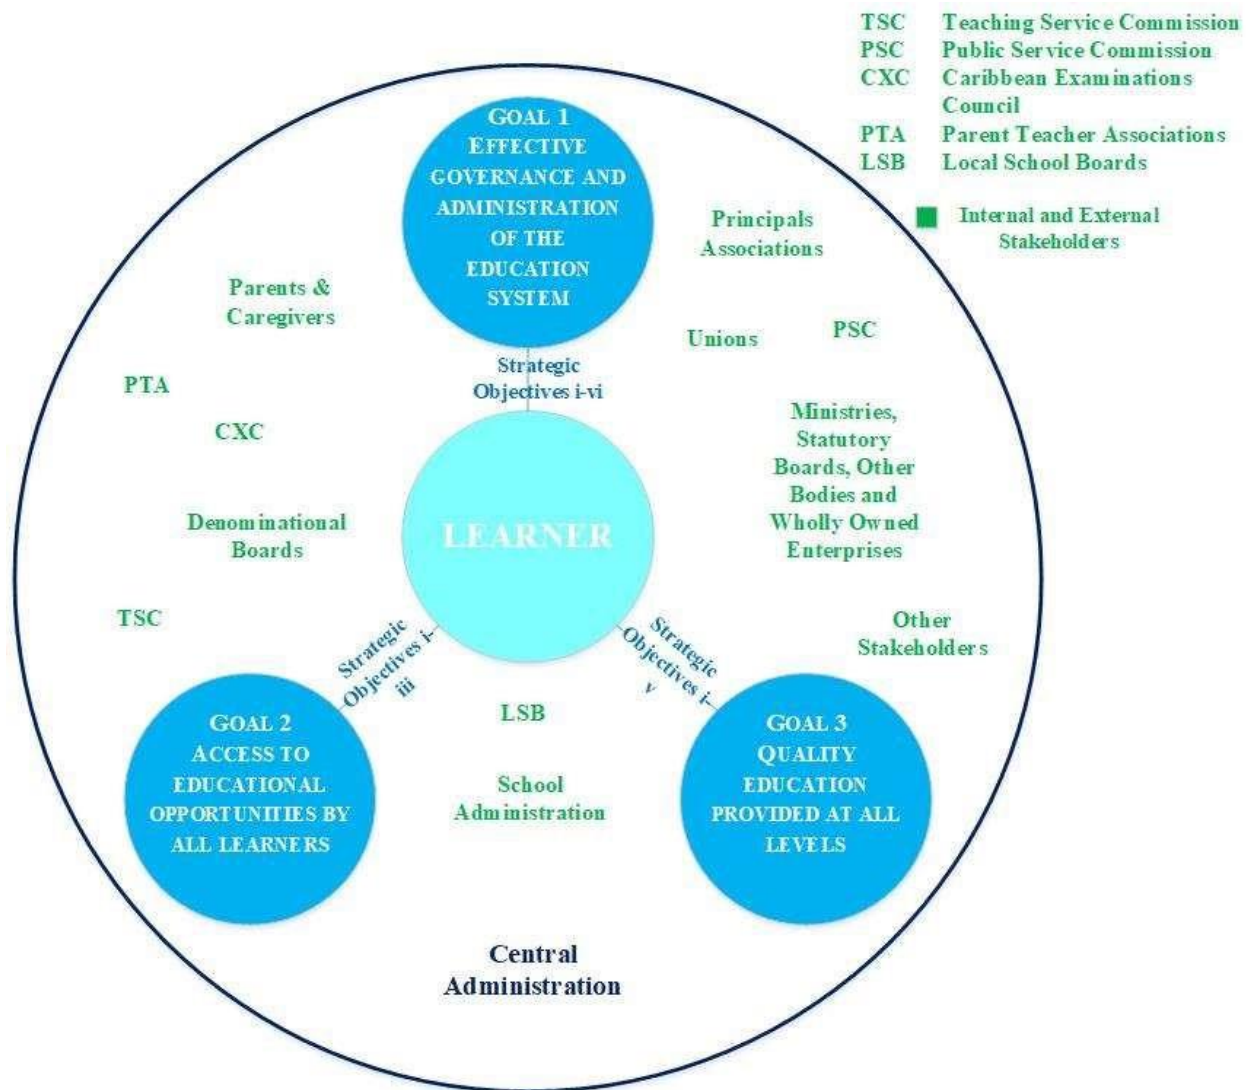 TSC Teaching Service Commission
PSC Public Service Commission
CXC Caribbean Examinations
Council
PTA Parent Teacher Associations
LSB Local School Boards
Internal and External
Stakeholders
GOAL 1
EFFECTIVE
GOVERNANCE AND
ADMINISTRATION
OF THE
EDUCATION
SYSTEM
Principals
Associations
Parents &
Caregivers
Unions
PSC
Strategic
Objectives i-vi
PTA
CXC
Ministries,
Statutory
Boards, Other
Bodies and
Wholly Owned
Enterprises
Denominational
Boards
LEARNER
TSC
Other
Stakeholders
Strategic
Objectives i-
iii
Strategic
Objectives i-
v
LSB
GOAL 2
ACCESS TO
EDUCATIONAL
OPPORTUNITIES BY
ALL LEARNERS
School
Administration
GOAL 3
QUALITY
EDUCATION
PROVIDED AT ALL
LEVELS
Central
Administration